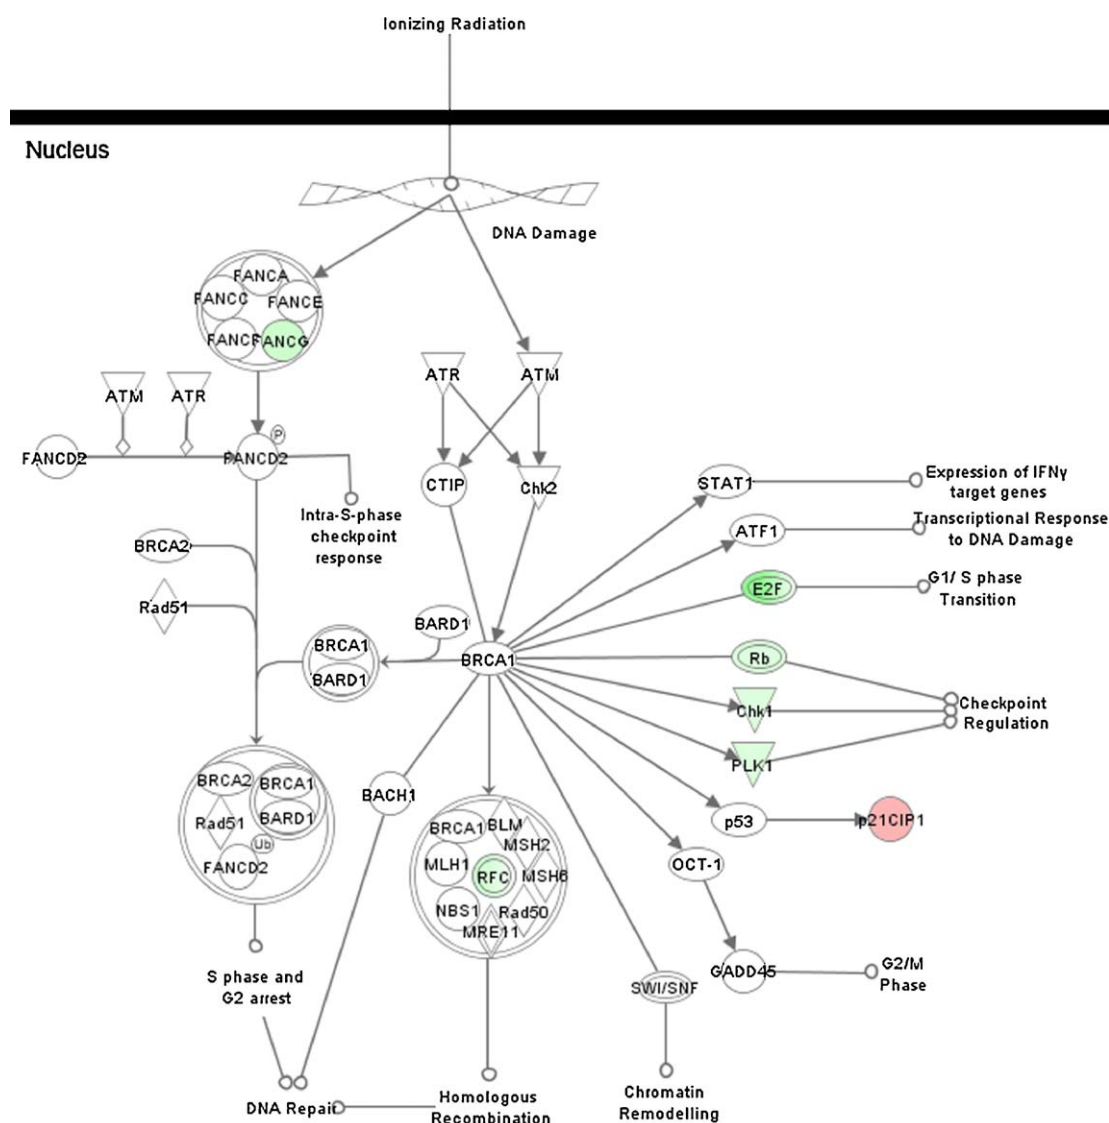 Ionizing Radiation
Nucleus
DNA Damage
FANCA
FANCC
FANCE
FANCF
FANCG
ATM
ATR
ATR
ATM
P
FANCD2
FANCD2
CTIP
Chk2
Intra-S-phase
checkpoint
response
STAT1
Expression of IFNγ
target genes
ATF1
Transcriptional Response
to DNA Damage
BRCA2
Rad51
E2F
G1/ S phase
Transition
BARD1
BRCA1
BARD1
BRCA1
Rb
Chk1
Checkpoint
Regulation
PLK1
BRCA2
BRCA1
Rad51
BARD1
Ub
FANCD2
BACH1
BRCA1
BLM
MSH2
MLH1
RFC
MSH6
NBS1
Rad50
MRE11
p53
p21CIP1
OCT-1
GADD45
G2/M
Phase
SWI/SNF
S phase and
G2 arrest
DNA Repair
Homologous
Recombination
Chromatin
Remodelling